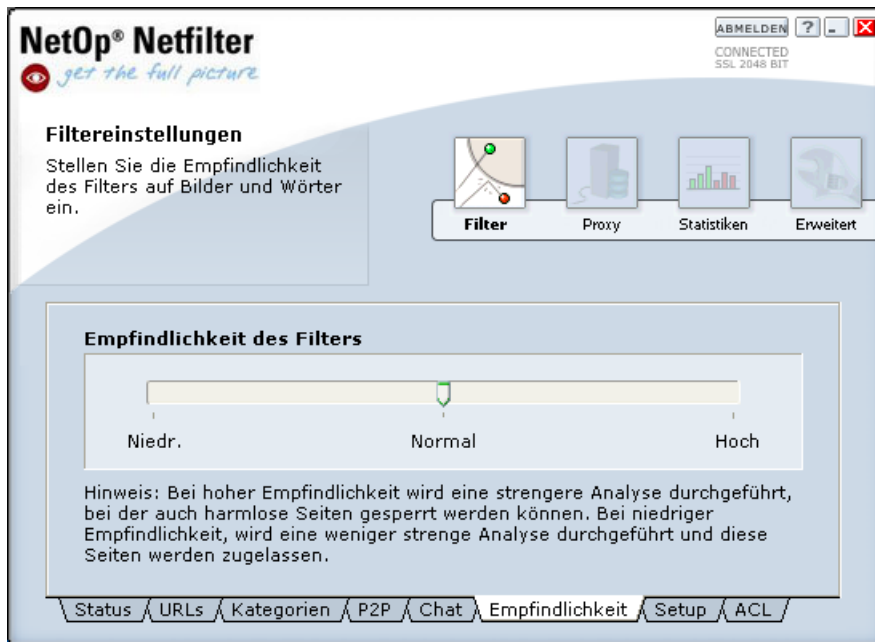 NetOp® Netfilter
get the full picture
ABMELDEN ?
CONNECTED
SSL 2048 BIT
Filtereinstellungen
Stellen Sie die Empfindlichkeit
des Filters auf Bilder und Wörter
ein.
Filter Proxy Statistiken Erweitert
Empfindlichkeit des Filters
Niedr. Normal Hoch
Hinweis: Bei hoher Empfindlichkeit wird eine strengere Analyse durchgeführt,
bei der auch harmlose Seiten gesperrt werden können. Bei niedriger
Empfindlichkeit, wird eine weniger strenge Analyse durchgeführt und diese
Seiten werden zugelassen.
Status URLs Kategorien P2P Chat Empfindlichkeit Setup ACL